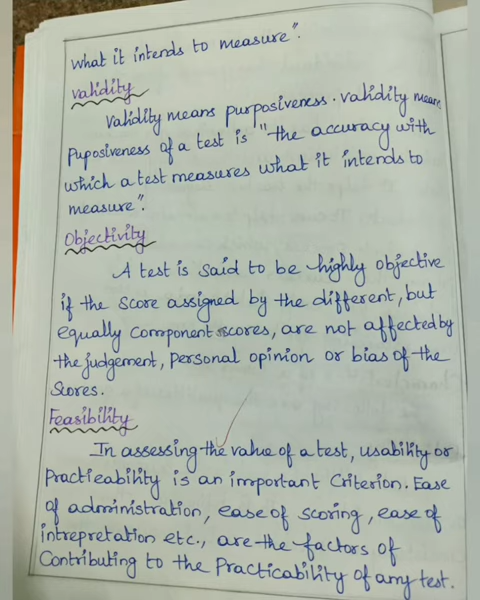 what it intends to measure".
Validity
Validity means purposiveness. Validity means
Puposiveness of a test is "the accuracy with
which a test measures what it intends to
measure".
Objectivity
A test is said to be highly objective
if the score assigned by the different, but
equally component scores, are not affected by
the judgement, personal opinion or bias of the
Scores.
Feasibility
In assessing the value of a test, usability or
Practicability is an important Criterion. Ease
of administration, ease of scoring, ease of
intrepretation etc., are the factors of
Contributing to the Practicability of any test.